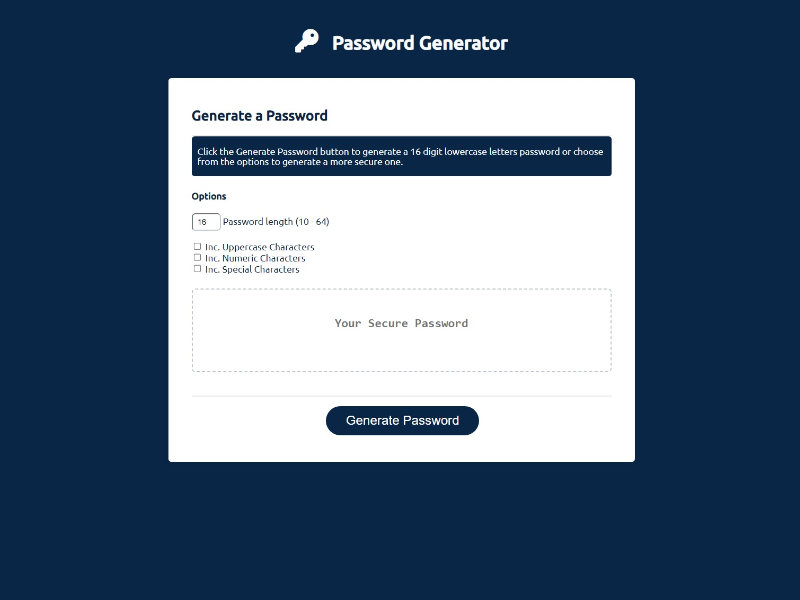 Password Generator
Generate a Password
Click the Generate Password button to generate a 16 digit lowercase letters password or choose
from the options to generate a more secure one.
Options
16 Password length (10 - 64)
Inc. Uppercase Characters
Inc. Numeric Characters
Inc. Special Characters
Your Secure Password
Generate Password